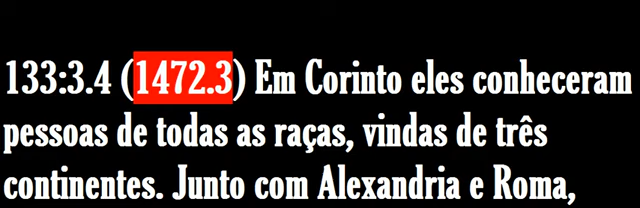 133:3.4 (1472.3) Em Corinto eles conheceram
pessoas de todas as raças, vindas de três
continentes. Junto com Alexandria e Roma,